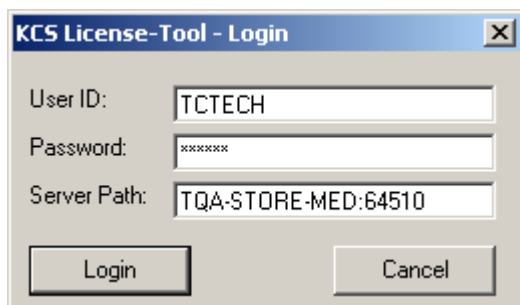 KCS License-Tool - Login
User ID: TCTECH
Password: ******
Server Path: TQA-STORE-MED:64510
Login Cancel